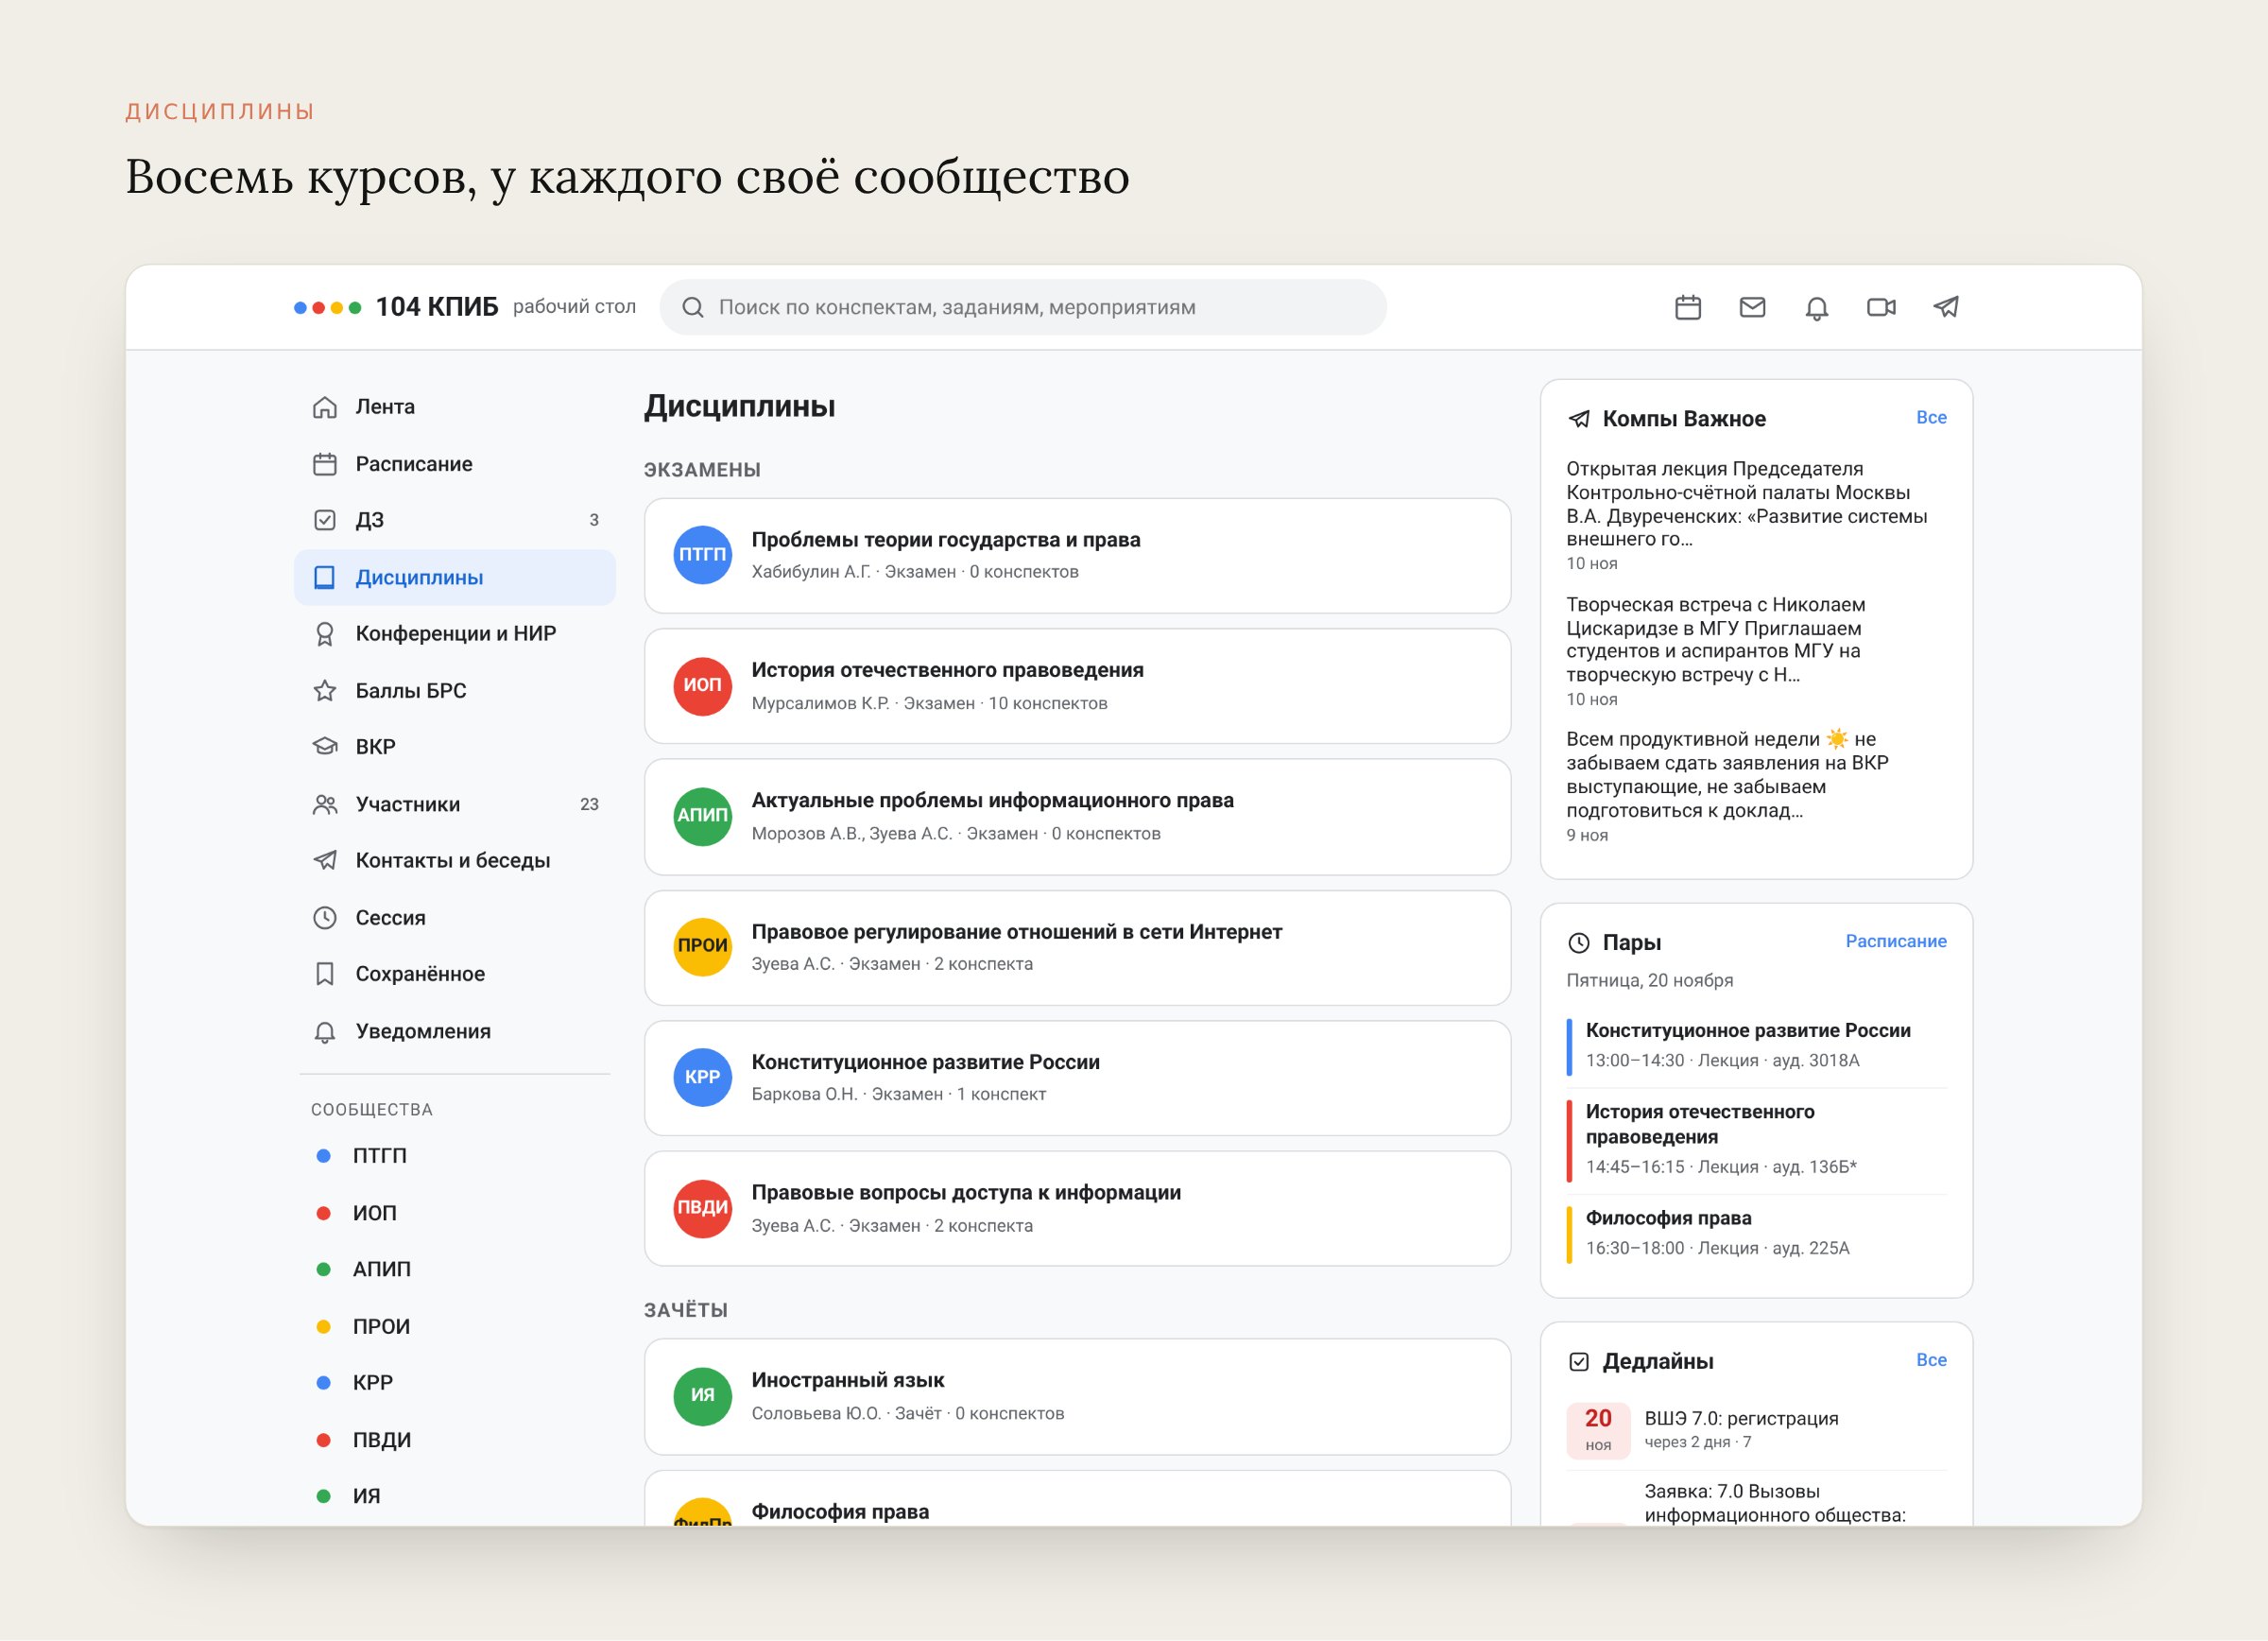 ДИСЦИПЛИНЫ
Восемь курсов, у каждого своё сообщество
104 КПИБ рабочий стол
Поиск по конспектам, заданиям, мероприятиям
Лента
Расписание
ДЗ 3
Дисциплины
Конференции и НИР
Баллы БРС
ВКР
Участники 23
Контакты и беседы
Сессия
Сохранённое
Уведомления
СООБЩЕСТВА
ПТГП
ИОП
АПИП
ПРОИ
КРР
ПВДИ
ИЯ
Дисциплины
ЭКЗАМЕНЫ
ПТГП
Проблемы теории государства и права
Хабибулин А.Г. · Экзамен · 0 конспектов
ИОП
История отечественного правоведения
Мурсалимов К.Р. · Экзамен · 10 конспектов
АПИП
Актуальные проблемы информационного права
Морозов А.В., Зуева А.С. · Экзамен · 0 конспектов
ПРОИ
Правовое регулирование отношений в сети Интернет
Зуева А.С. · Экзамен · 2 конспекта
КРР
Конституционное развитие России
Баркова О.Н. · Экзамен · 1 конспект
ПВДИ
Правовые вопросы доступа к информации
Зуева А.С. · Экзамен · 2 конспекта
ЗАЧЁТЫ
ИЯ
Иностранный язык
Соловьева Ю.О. · Зачёт · 0 конспектов
ФилПр
Философия права
Компы Важное Все
Открытая лекция Председателя
Контрольно-счётной палаты Москвы
В.А. Двуреченских: «Развитие системы
внешнего го...
10 ноя
Творческая встреча с Николаем
Цискаридзе в МГУ Приглашаем
студентов и аспирантов МГУ на
творческую встречу с Н...
10 ноя
Всем продуктивной недели ☀️ не
забываем сдать заявления на ВКР
выступающие, не забываем
подготовиться к доклад...
9 ноя
Пары Расписание
Пятница, 20 ноября
Конституционное развитие России
13:00–14:30 · Лекция · ауд. 3018А
История отечественного
правоведения
14:45–16:15 · Лекция · ауд. 136Б*
Философия права
16:30–18:00 · Лекция · ауд. 225А
Дедлайны Все
20
ноя
ВШЭ 7.0: регистрация
через 2 дня · 7
Заявка: 7.0 Вызовы
информационного общества: